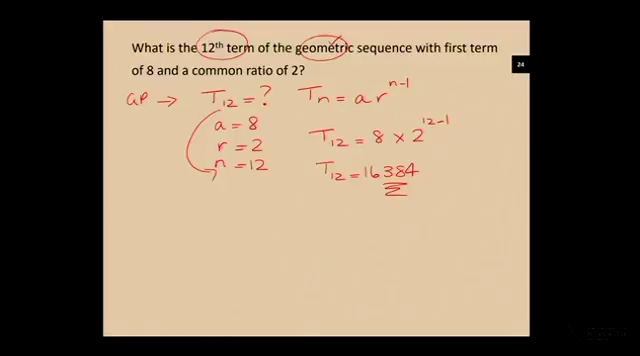 What is the 12th term of the geometric sequence with first term
of 8 and a common ratio of 2?
24
GP → T12 = ?
a = 8
r = 2
n = 12
Tn = a r^n-1
T12 = 8 × 2^12-1
T12 = 16384